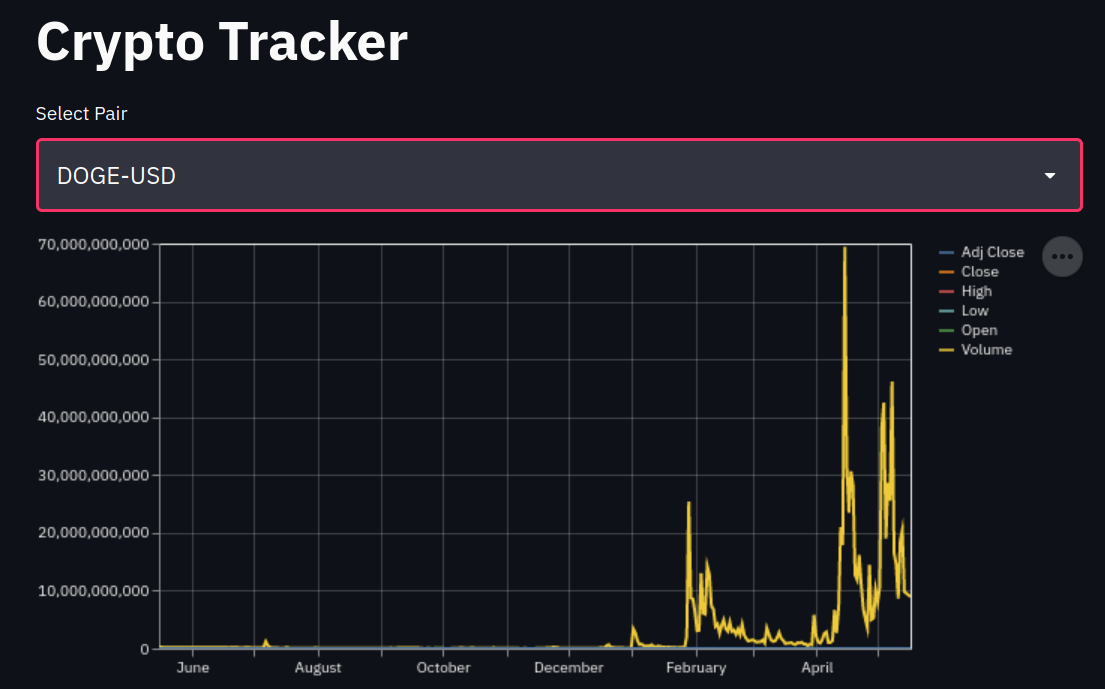 Crypto Tracker
Select Pair
DOGE-USD
70,000,000,000
60,000,000,000
50,000,000,000
40,000,000,000
30,000,000,000
20,000,000,000
10,000,000,000
0
June August October December February April
Adj Close
Close
High
Low
Open
Volume